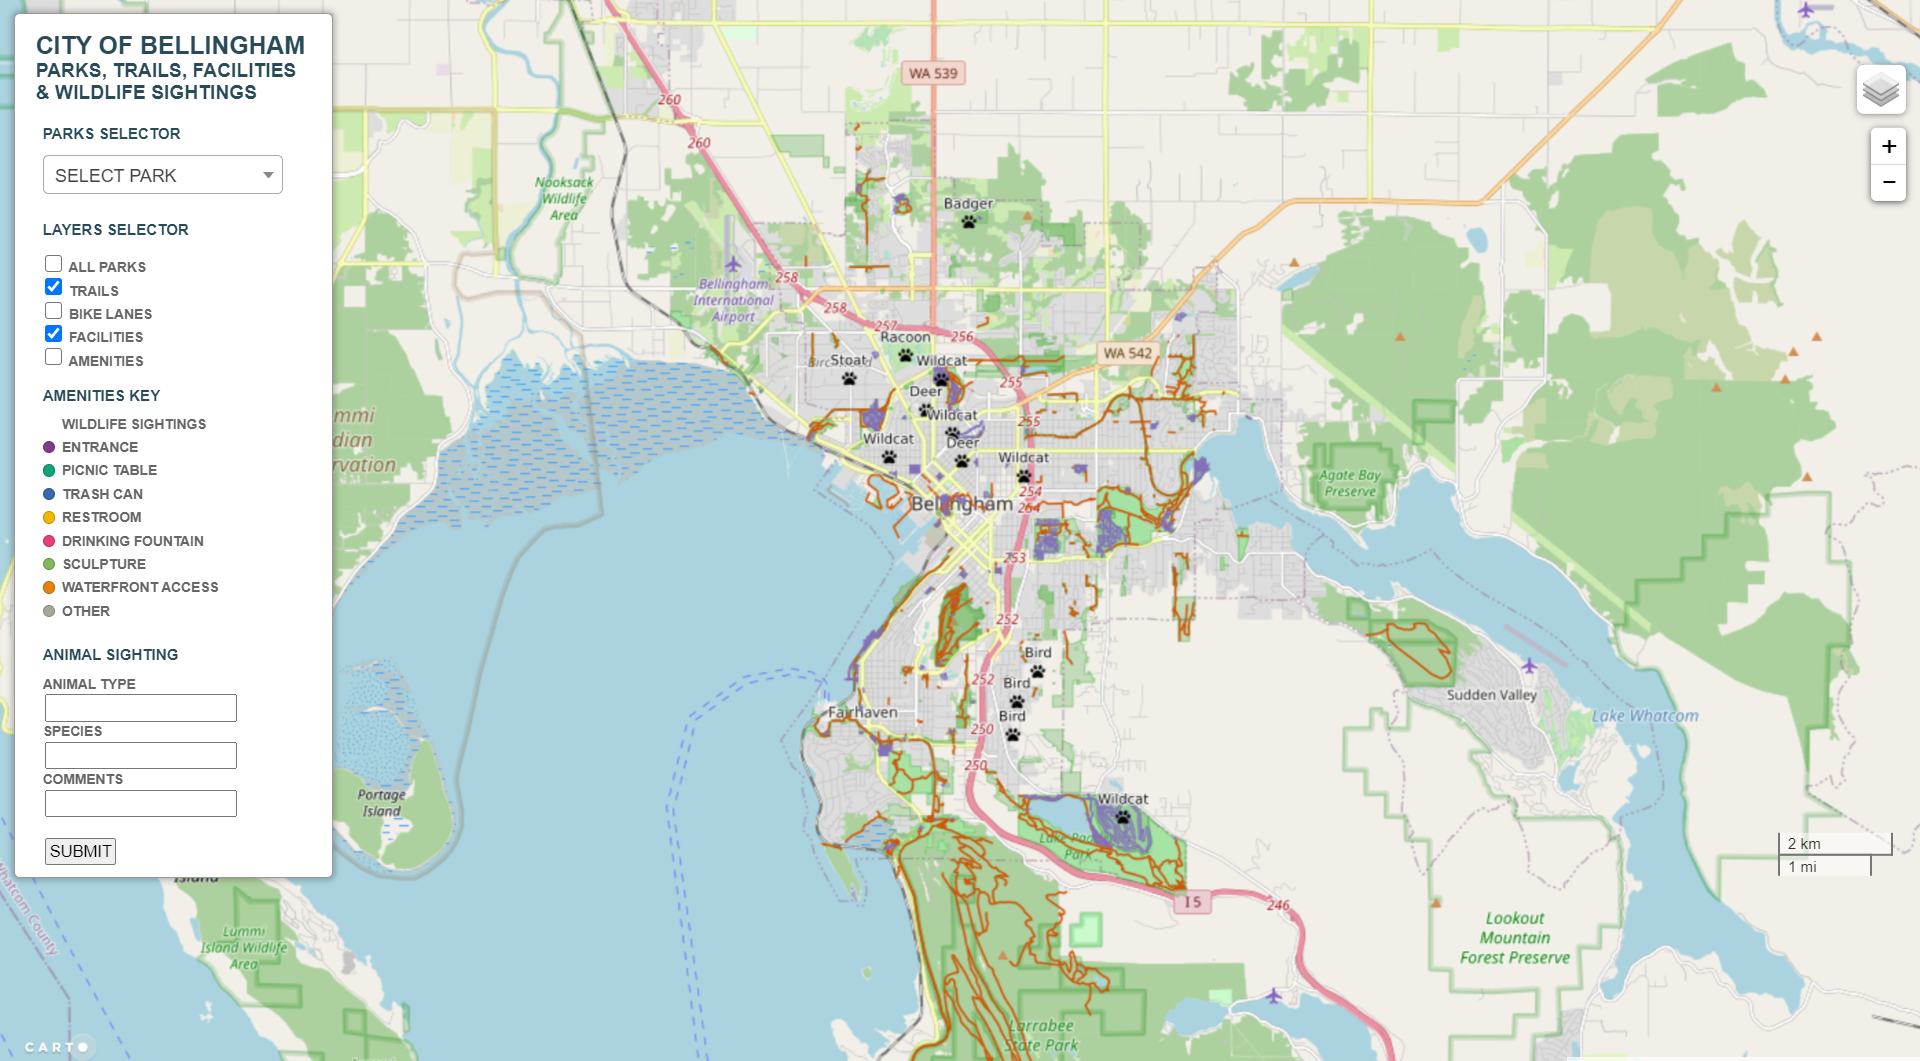 CITY OF BELLINGHAM
PARKS, TRAILS, FACILITIES
& WILDLIFE SIGHTINGS
PARKS SELECTOR
SELECT PARK
LAYERS SELECTOR
ALL PARKS
TRAILS
BIKE LANES
FACILITIES
AMENITIES
AMENITIES KEY
WILDLIFE SIGHTINGS
ENTRANCE
PICNIC TABLE
TRASH CAN
RESTROOM
DRINKING FOUNTAIN
SCULPTURE
WATERFRONT ACCESS
OTHER
ANIMAL SIGHTING
ANIMAL TYPE
SPECIES
COMMENTS
SUBMIT
WA 539
260
260
Nooksack
Wildlife
Area
Badger
258
Bellingham
International
Airport
258
257
256
Racoon
Stoat
Wildcat
WA 542
255
Deer
Wildcat
255
Wildcat
Deer
Wildcat
254
Bellingham
264
253
252
Bird
252
Bird
Bird
Fairhaven
250
250
Wildcat
Park
I 5
246
Agate Bay
Preserve
Sudden Valley
Lake Whatcom
Portage
Island
Island
Lummi
Island Wildlife
Area
Whatcom County
Lookout
Mountain
Forest Preserve
Larrabee
State Park
+
−
2 km
1 mi
CARTO